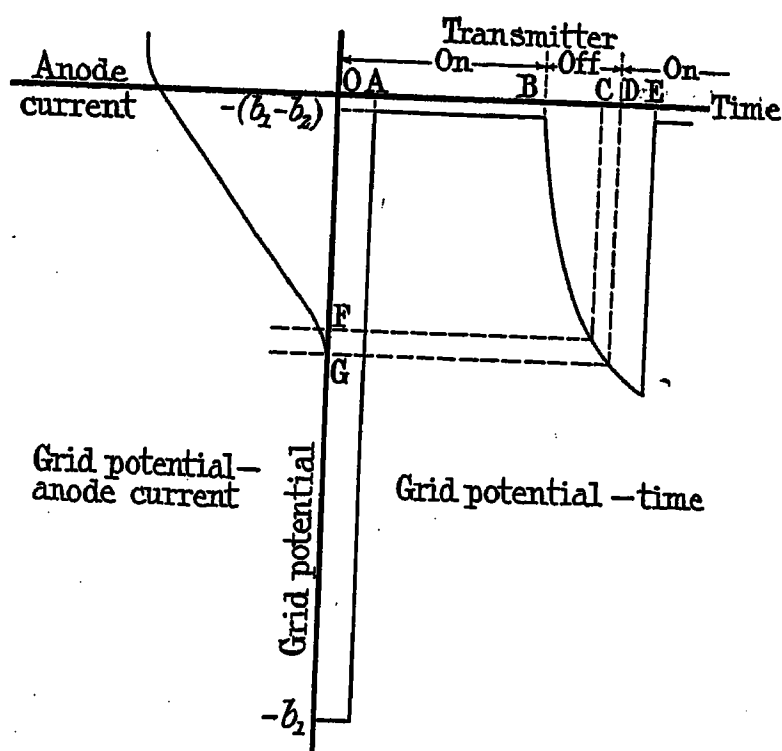 Transmitter
On Off On
Anode current
O A B C D E
Time
-(b₁-b₂)
F
G
Grid potential-
anode current
Grid potential
Grid potential-time
-b₁